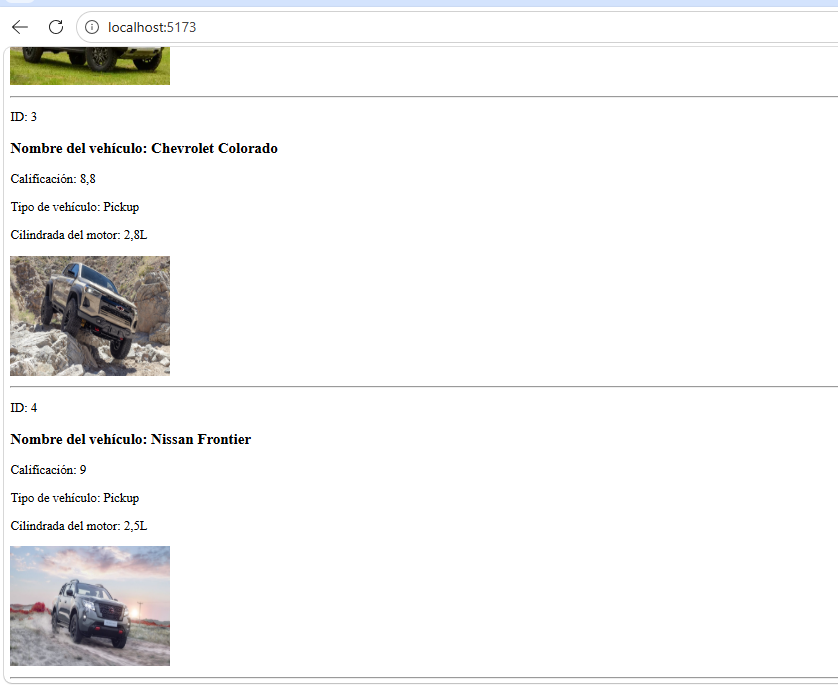 localhost:5173
ID: 3
Nombre del vehículo: Chevrolet Colorado
Calificación: 8,8
Tipo de vehículo: Pickup
Cilindrada del motor: 2,8L
ID: 4
Nombre del vehículo: Nissan Frontier
Calificación: 9
Tipo de vehículo: Pickup
Cilindrada del motor: 2,5L